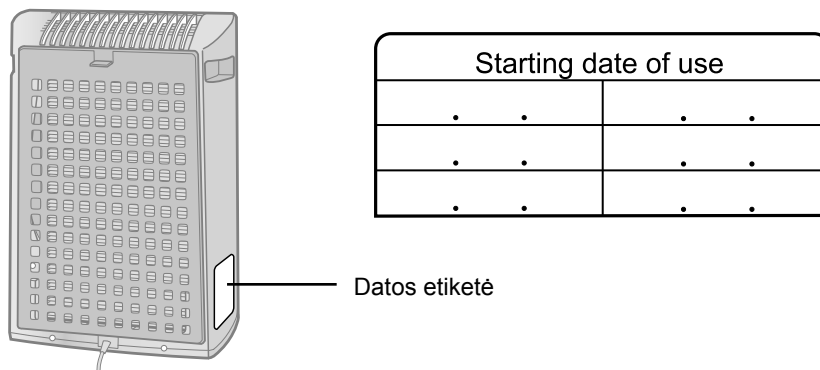 Starting date of use
. . . .
. . . .
. . . .
Datos etiketė